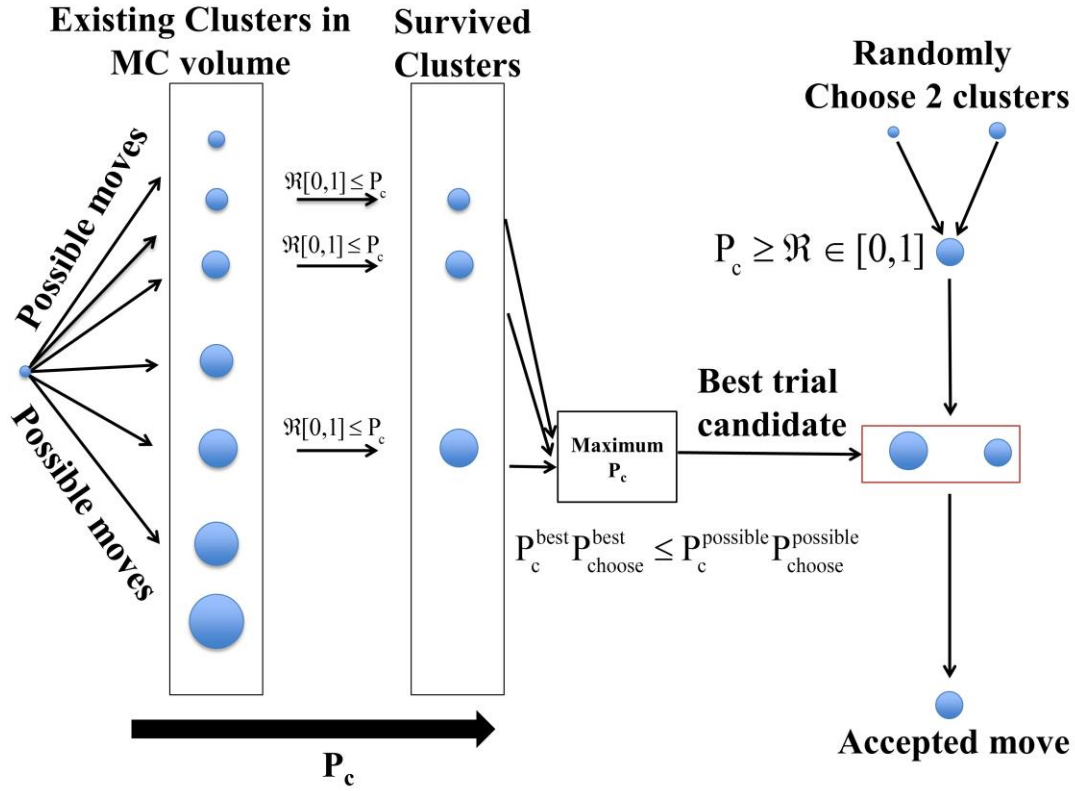 Existing Clusters in
MC volume
Survived
Clusters
Randomly
Choose 2 clusters
Possible moves
Possible moves
ℜ[0,1] ≤ P_c
ℜ[0,1] ≤ P_c
ℜ[0,1] ≤ P_c
P_c ≥ ℜ ∈ [0,1]
Best trial
candidate
Maximum
P_c
P_c^best P_choose^best ≤ P_c^possible P_choose^possible
Accepted move
P_c